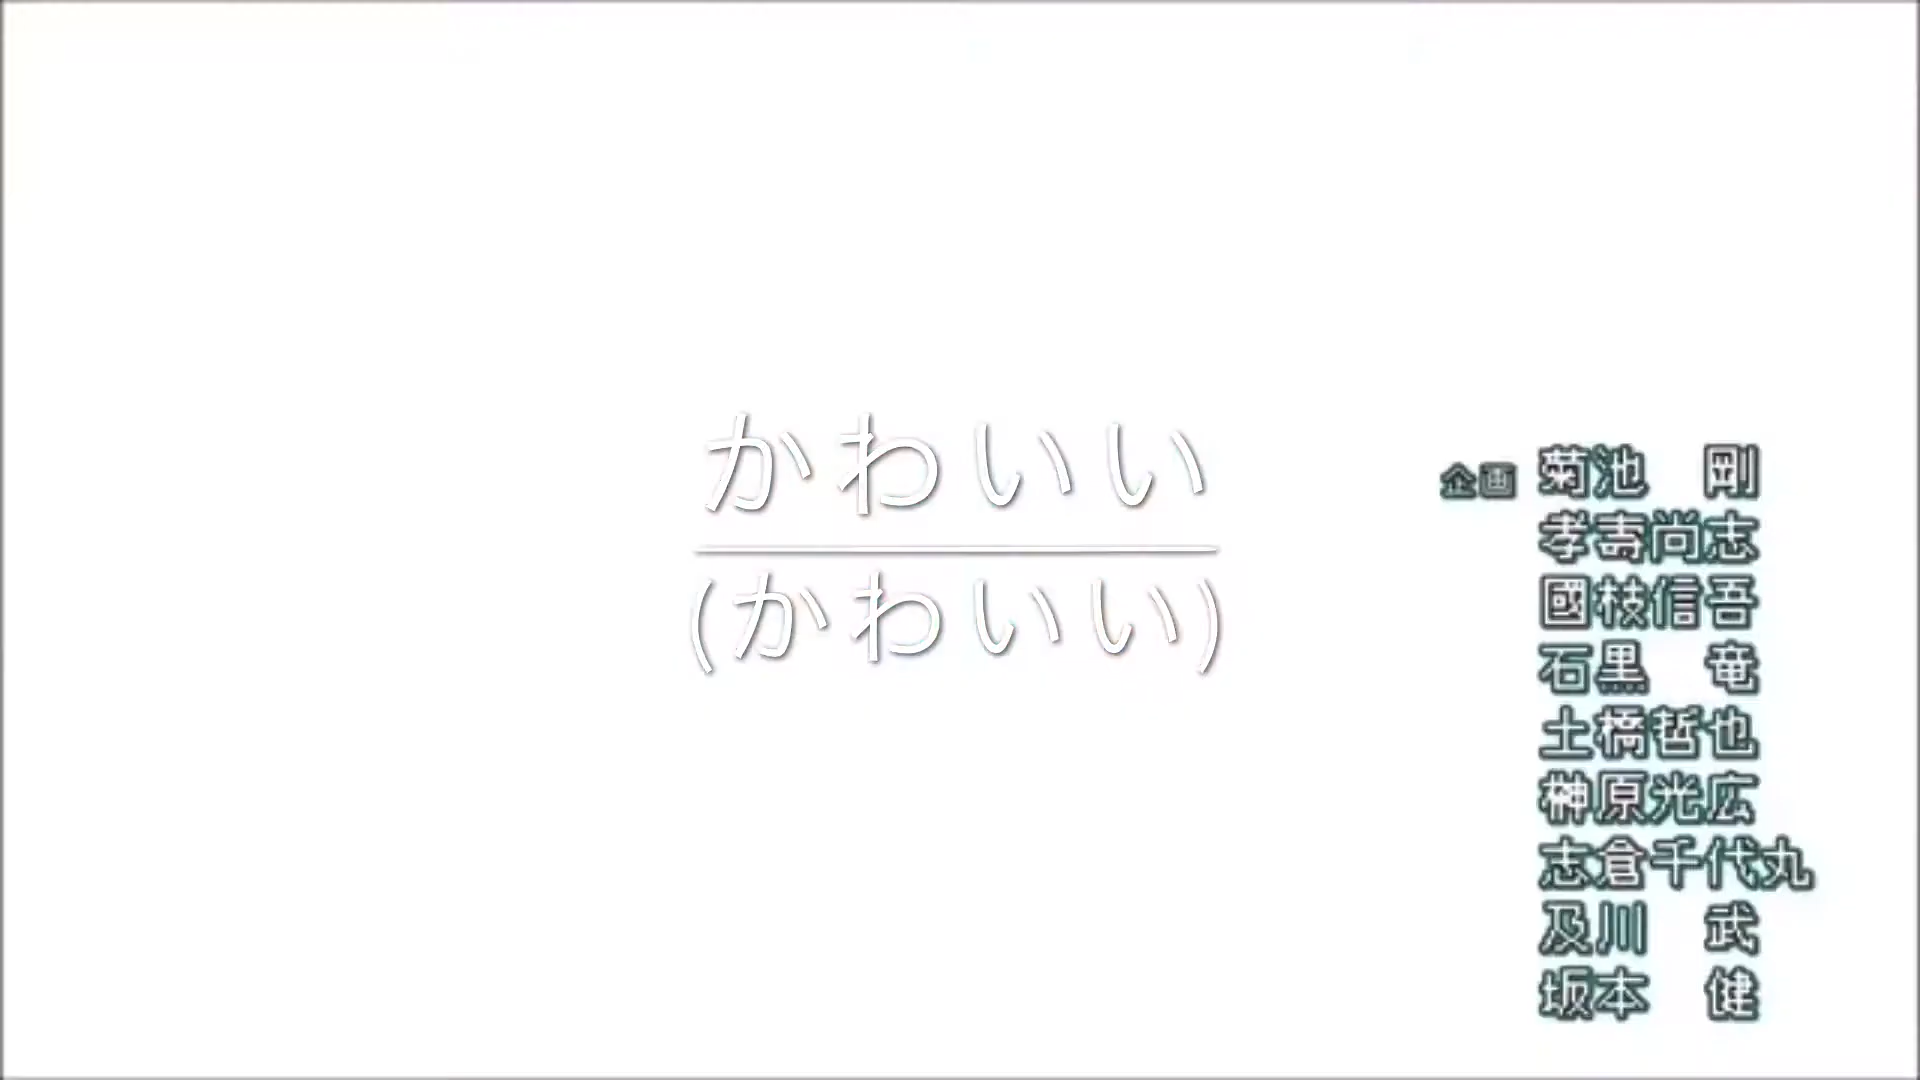 かわいい
(かわいい)
企画 菊池 剛
孝壽尚志
國枝信吾
石黒 竜
土橋哲也
榊原光広
志倉千代丸
及川 武
坂本 健